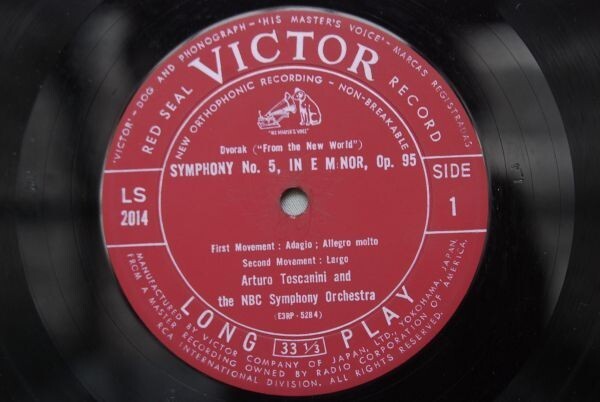 "VICTOR" - DOG AND PHONOGRAPH - "HIS MASTER'S VOICE" - MARCAS REGISTRADAS
RED SEAL VICTOR RECORD
NEW ORTHOPHONIC RECORDING - NON-BREAKABLE
"HIS MASTER'S VOICE"
Dvorak ("From the New World")
SYMPHONY No. 5, IN E MINOR, Op. 95
LS
2014
SIDE
1
First Movement : Adagio ; Allegro molto
Second Movement : Largo
Arturo Toscanini and
the NBC Symphony Orchestra
(E3RP-5284)
LONG 33 1/3 PLAY
MANUFACTURED BY VICTOR COMPANY OF JAPAN, LTD., YOKOHAMA, JAPAN,
FROM A MASTER RECORDING OWNED BY RADIO CORPORATION OF AMERICA,
RCA INTERNATIONAL DIVISION. ALL RIGHTS RESERVED.